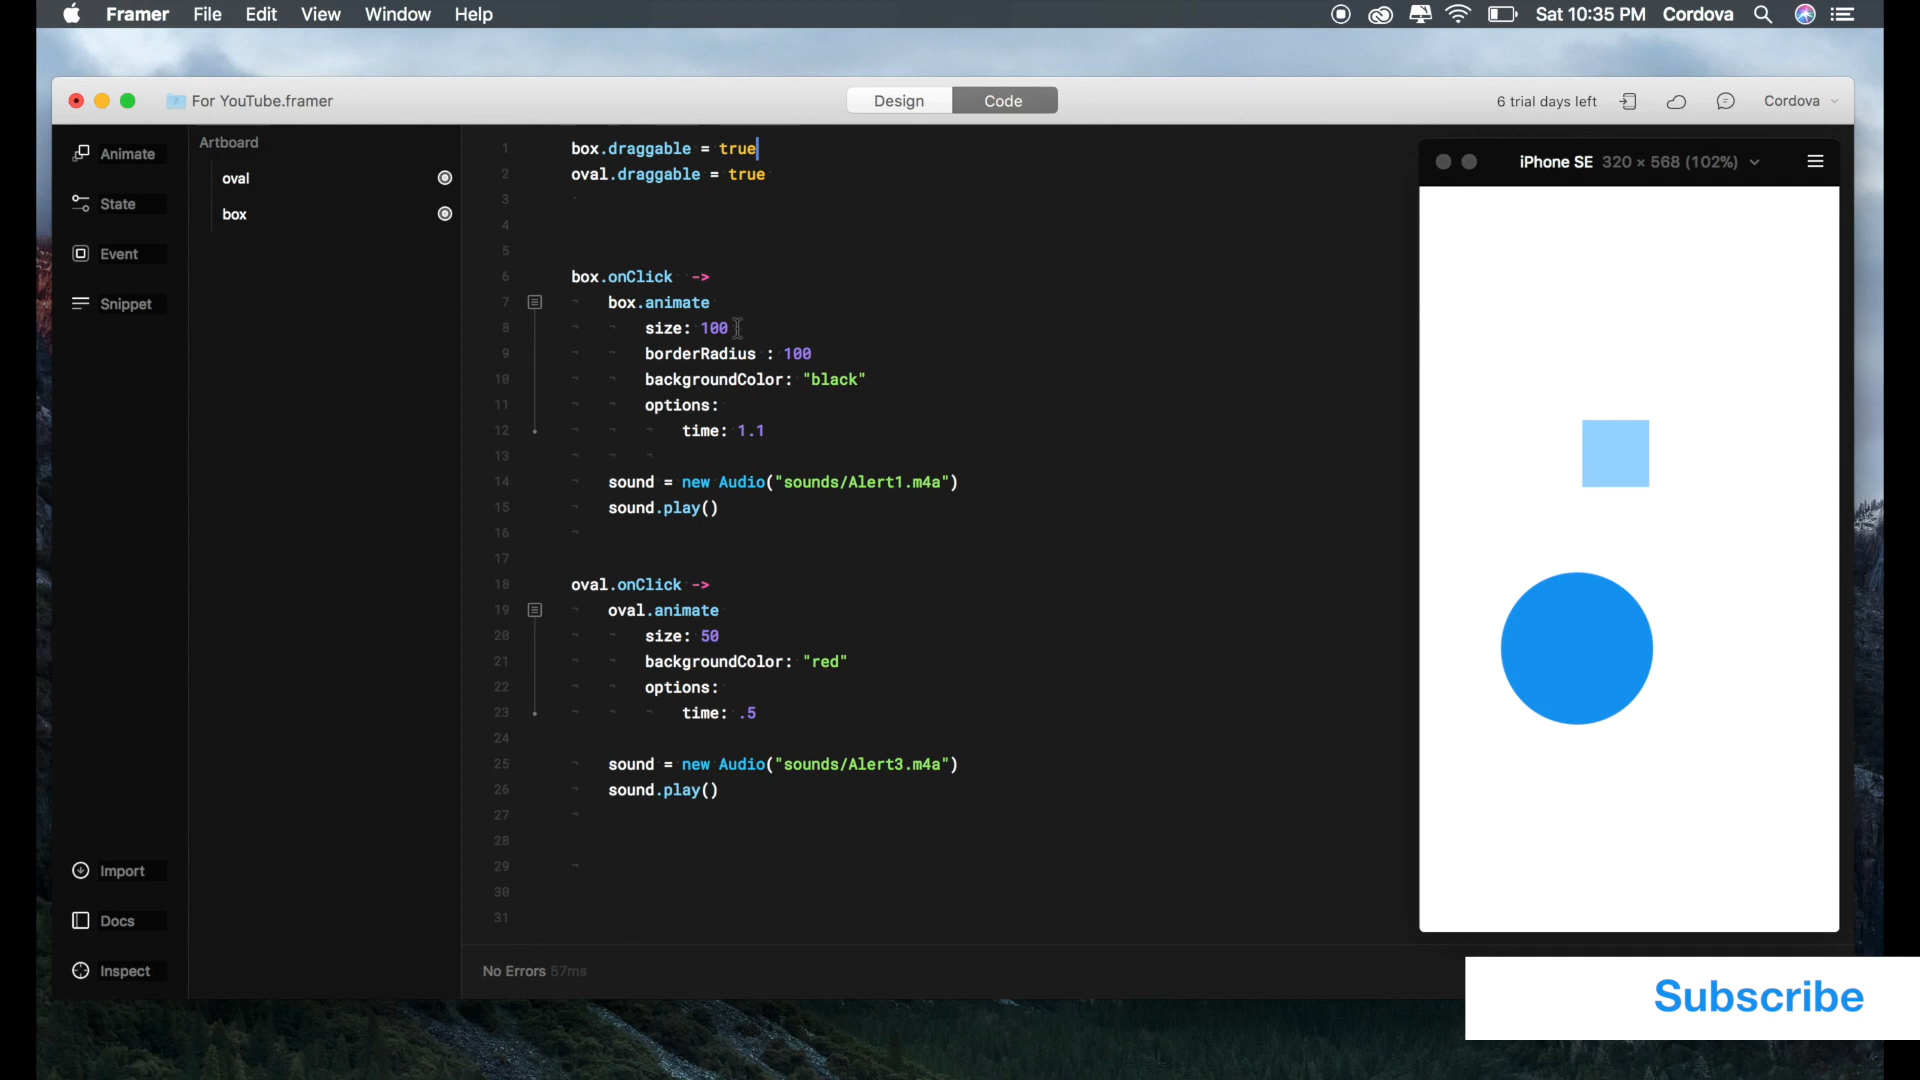 Framer File Edit View Window Help Sat 10:35 PM Cordova
For YouTube.framer Design Code 6 trial days left Cordova
Animate
State
Event
Snippet
Import
Docs
Inspect
Artboard
oval
box
1 box.draggable = true
2 oval.draggable = true
3
4
5
6 box.onClick ->
7 box.animate
8 size: 100
9 borderRadius : 100
10 backgroundColor: "black"
11 options:
12 time: 1.1
13
14 sound = new Audio("sounds/Alert1.m4a")
15 sound.play()
16
17
18 oval.onClick ->
19 oval.animate
20 size: 50
21 backgroundColor: "red"
22 options:
23 time: .5
24
25 sound = new Audio("sounds/Alert3.m4a")
26 sound.play()
27
28
29
30
31
No Errors 57ms
iPhone SE 320 × 568 (102%)
Subscribe